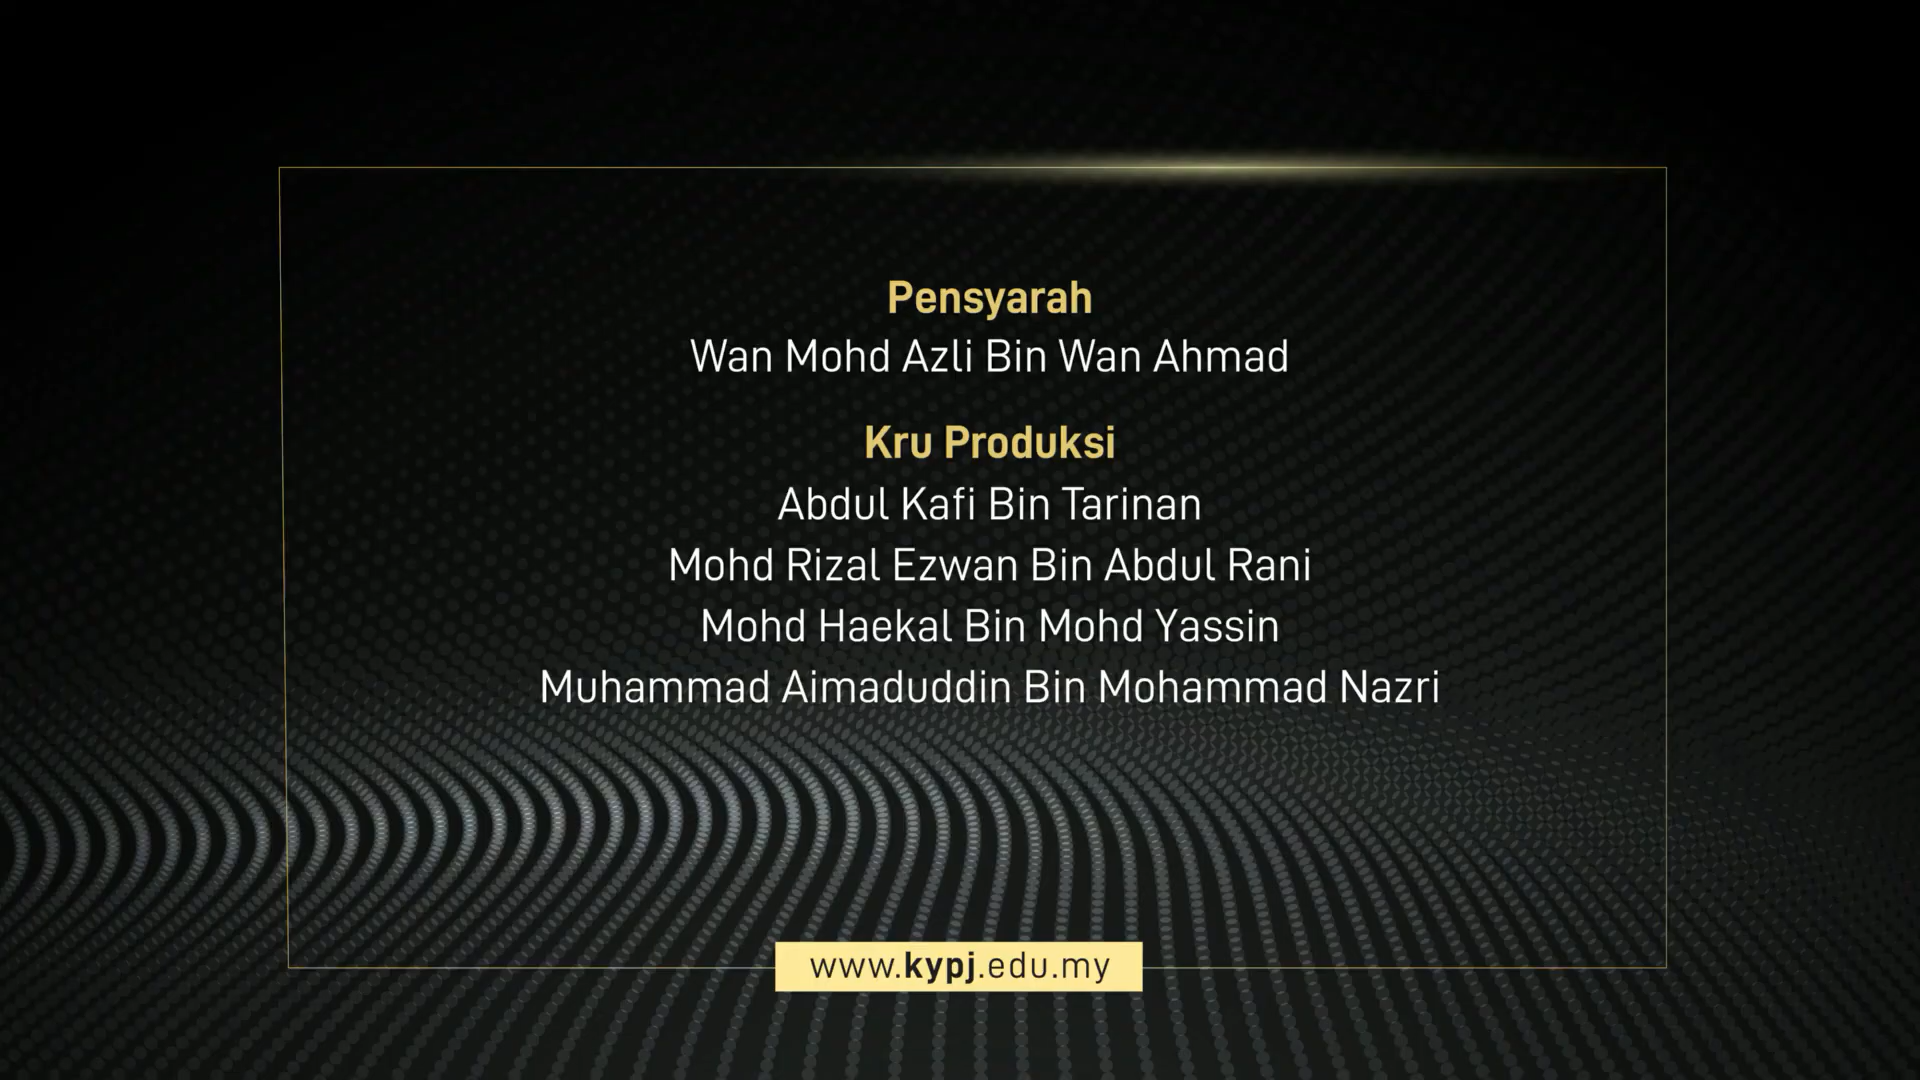 Pensyarah
Wan Mohd Azli Bin Wan Ahmad
Kru Produksi
Abdul Kafi Bin Tarinan
Mohd Rizal Ezwan Bin Abdul Rani
Mohd Haekal Bin Mohd Yassin
Muhammad Aimaduddin Bin Mohammad Nazri
www.kypj.edu.my